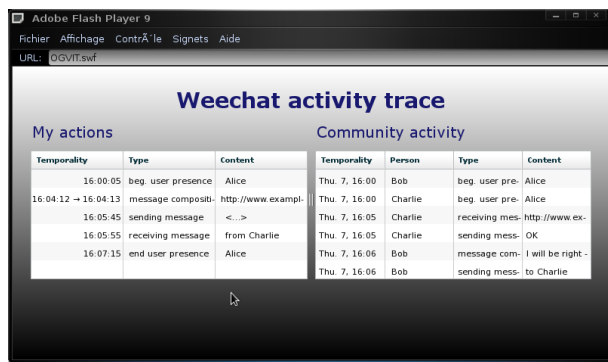 Adobe Flash Player 9
Fichier Affichage ContrÃ´le Signets Aide
URL: OGVIT.swf
Weechat activity trace
My actions
Temporality Type Content
16:00:05 beg. user presence Alice
16:04:12 → 16:04:13 message compositi- http://www.exampl-
16:05:45 sending message <...>
16:05:55 receiving message from Charlie
16:07:15 end user presence Alice
Community activity
Temporality Person Type Content
Thu. 7, 16:00 Bob beg. user pre- Alice
Thu. 7, 16:00 Charlie beg. user pre- Alice
Thu. 7, 16:05 Charlie receiving mes- http://www.ex-
Thu. 7, 16:05 Charlie sending mess- OK
Thu. 7, 16:06 Bob message com- I will be right -
Thu. 7, 16:06 Bob sending mess- to Charlie